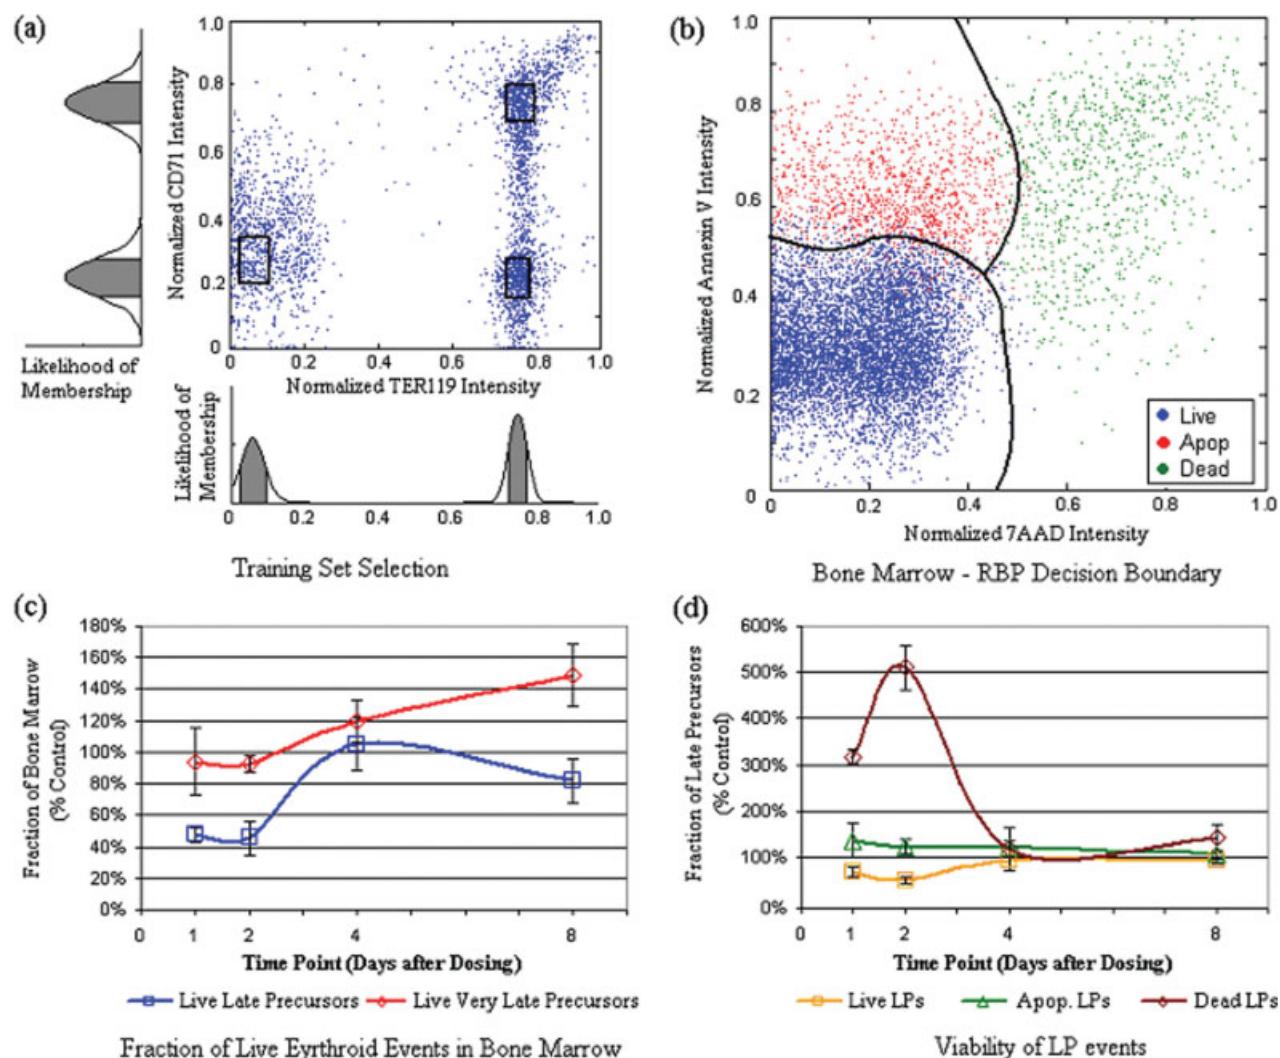 (a)
1.0
0.8
0.6
0.4
0.2
0
Normalized CD71 Intensity
0 0.2 0.4 0.6 0.8 1.0
Normalized TER119 Intensity
Likelihood of
Membership
Likelihood of
Membership
0 0.2 0.4 0.6 0.8 1.0
Training Set Selection
(b)
1.0
0.8
0.6
0.4
0.2
0
Normalized Annexin V Intensity
Live
Apop
Dead
0 0.2 0.4 0.6 0.8 1.0
Normalized 7AAD Intensity
Bone Marrow - RBP Decision Boundary
(c)
180%
160%
140%
120%
100%
80%
60%
40%
20%
0%
Fraction of Bone Marrow
(% Control)
0 1 2 4 8
Time Point (Days after Dosing)
Live Late Precursors Live Very Late Precursors
Fraction of Live Eyrthroid Events in Bone Marrow
(d)
600%
500%
400%
300%
200%
100%
0%
Fraction of Late Precursors
(% Control)
0 1 2 4 8
Time Point (Days after Dosing)
Live LPs Apop. LPs Dead LPs
Viability of LP events